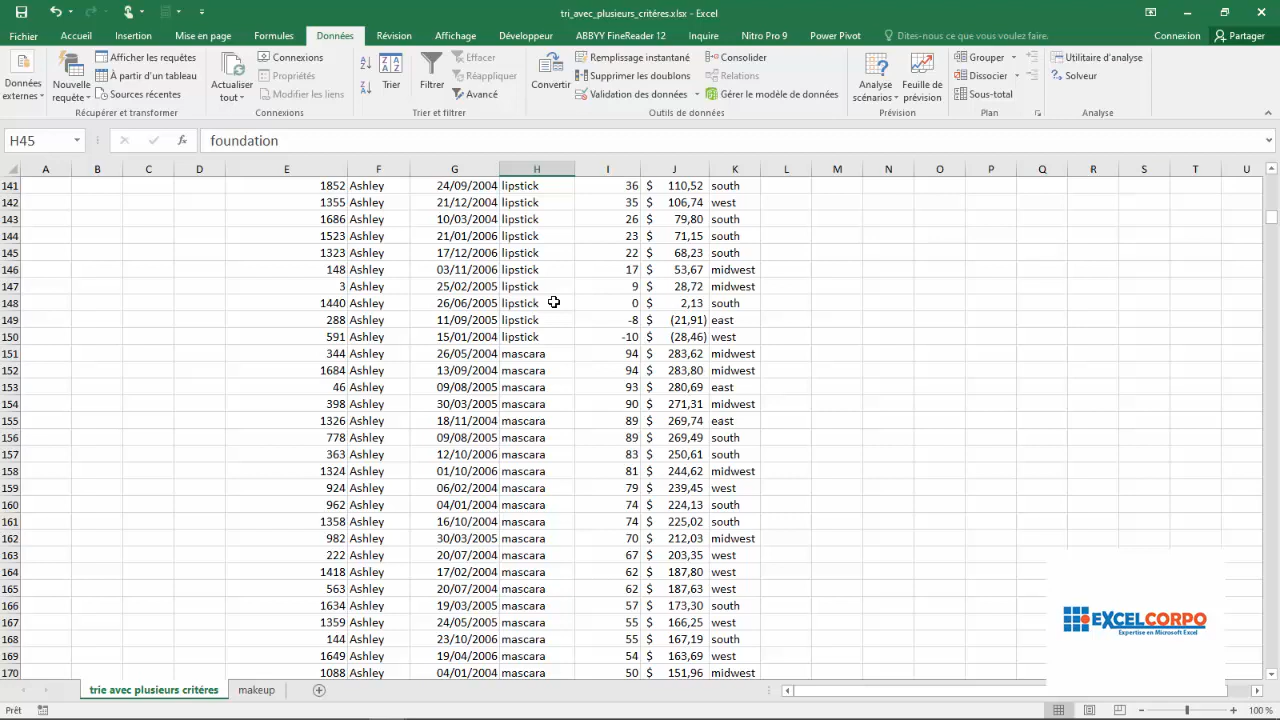 tri_avec_plusieurs_critères.xlsx - Excel
Fichier Accueil Insertion Mise en page Formules Données Révision Affichage Développeur ABBYY FineReader 12 Inquire Nitro Pro 9 Power Pivot Dites-nous ce que vous voulez faire. Connexion Partager
Données externes Afficher les requêtes À partir d'un tableau Sources récentes Nouvelle requête Récupérer et transformer
Actualiser tout Connexions Propriétés Modifier les liens Connexions
Trier Filtrer Effacer Réappliquer Avancé Trier et filtrer
Convertir Remplissage instantané Supprimer les doublons Validation des données Consolider Relations Gérer le modèle de données Outils de données
Analyse scénarios Feuille de prévision Prévision
Grouper Dissocier Sous-total Plan
Utilitaire d'analyse Solveur Analyse
H45 fx foundation
A B C D E F G H I J K L M N O P Q R S T U
141 1852 Ashley 24/09/2004 lipstick 36 $ 110,52 south
142 1355 Ashley 21/12/2004 lipstick 35 $ 106,74 west
143 1686 Ashley 10/03/2004 lipstick 26 $ 79,80 south
144 1523 Ashley 21/01/2006 lipstick 23 $ 71,15 south
145 1323 Ashley 17/12/2006 lipstick 22 $ 68,23 south
146 148 Ashley 03/11/2006 lipstick 17 $ 53,67 midwest
147 3 Ashley 25/02/2005 lipstick 9 $ 28,72 midwest
148 1440 Ashley 26/06/2005 lipstick 0 $ 2,13 south
149 288 Ashley 11/09/2005 lipstick -8 $ (21,91) east
150 591 Ashley 15/01/2004 lipstick -10 $ (28,46) west
151 344 Ashley 26/05/2004 mascara 94 $ 283,62 midwest
152 1684 Ashley 13/09/2004 mascara 94 $ 283,80 midwest
153 46 Ashley 09/08/2005 mascara 93 $ 280,69 east
154 398 Ashley 30/03/2005 mascara 90 $ 271,31 midwest
155 1326 Ashley 18/11/2004 mascara 89 $ 269,74 east
156 778 Ashley 09/08/2005 mascara 89 $ 269,49 south
157 363 Ashley 12/10/2006 mascara 83 $ 250,61 south
158 1324 Ashley 01/10/2006 mascara 81 $ 244,62 midwest
159 924 Ashley 06/02/2004 mascara 79 $ 239,45 west
160 962 Ashley 04/01/2004 mascara 74 $ 224,13 south
161 1358 Ashley 16/10/2004 mascara 74 $ 225,02 south
162 982 Ashley 30/03/2005 mascara 70 $ 212,03 midwest
163 222 Ashley 20/07/2004 mascara 67 $ 203,35 west
164 1418 Ashley 17/02/2004 mascara 62 $ 187,80 west
165 563 Ashley 20/07/2004 mascara 62 $ 187,63 west
166 1634 Ashley 19/03/2005 mascara 57 $ 173,30 south
167 1359 Ashley 24/05/2005 mascara 55 $ 166,25 west
168 144 Ashley 23/10/2006 mascara 55 $ 167,19 south
169 1649 Ashley 19/04/2006 mascara 54 $ 163,69 west
170 1088 Ashley 04/01/2004 mascara 50 $ 151,96 midwest
EXCELCORPO
Expertise en Microsoft Excel
trie avec plusieurs critéres makeup
Prêt 100 %